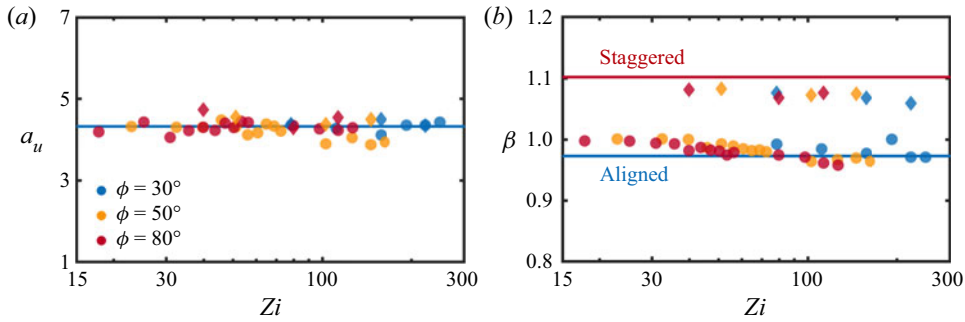 (a)
7
5
3
1
a_u
ϕ = 30°
ϕ = 50°
ϕ = 80°
15 30 100 300
Zi
(b)
1.2
1.1
1.0
0.9
0.8
β
Staggered
Aligned
15 30 100 300
Zi